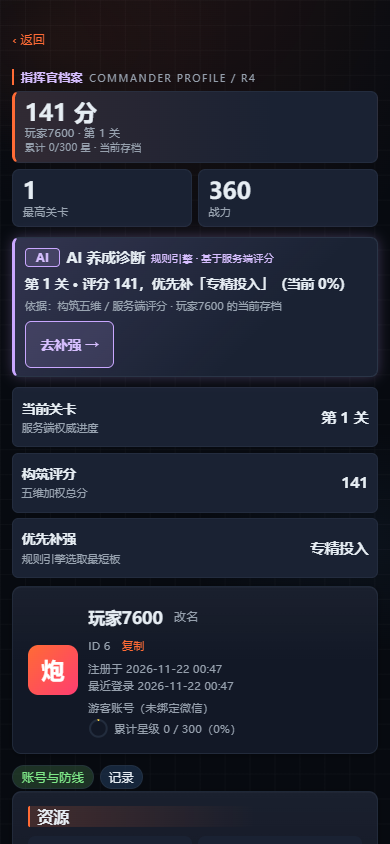 ‹ 返回
指挥官档案 COMMANDER PROFILE / R4
141 分
玩家7600 · 第 1 关
累计 0/300 星 · 当前存档
1
最高关卡
360
战力
AI AI 养成诊断 规则引擎 · 基于服务端评分
第 1 关 • 评分 141，优先补「专精投入」（当前 0%）
依据：构筑五维 / 服务端评分 · 玩家7600 的当前存档
去补强 →
当前关卡
服务端权威进度
第 1 关
构筑评分
五维加权总分
141
优先补强
规则引擎选取最短板
专精投入
玩家7600 改名
ID 6 复制
炮
注册于 2026-11-22 00:47
最近登录 2026-11-22 00:47
游客账号（未绑定微信）
累计星级 0 / 300（0%）
账号与防线 记录
资源